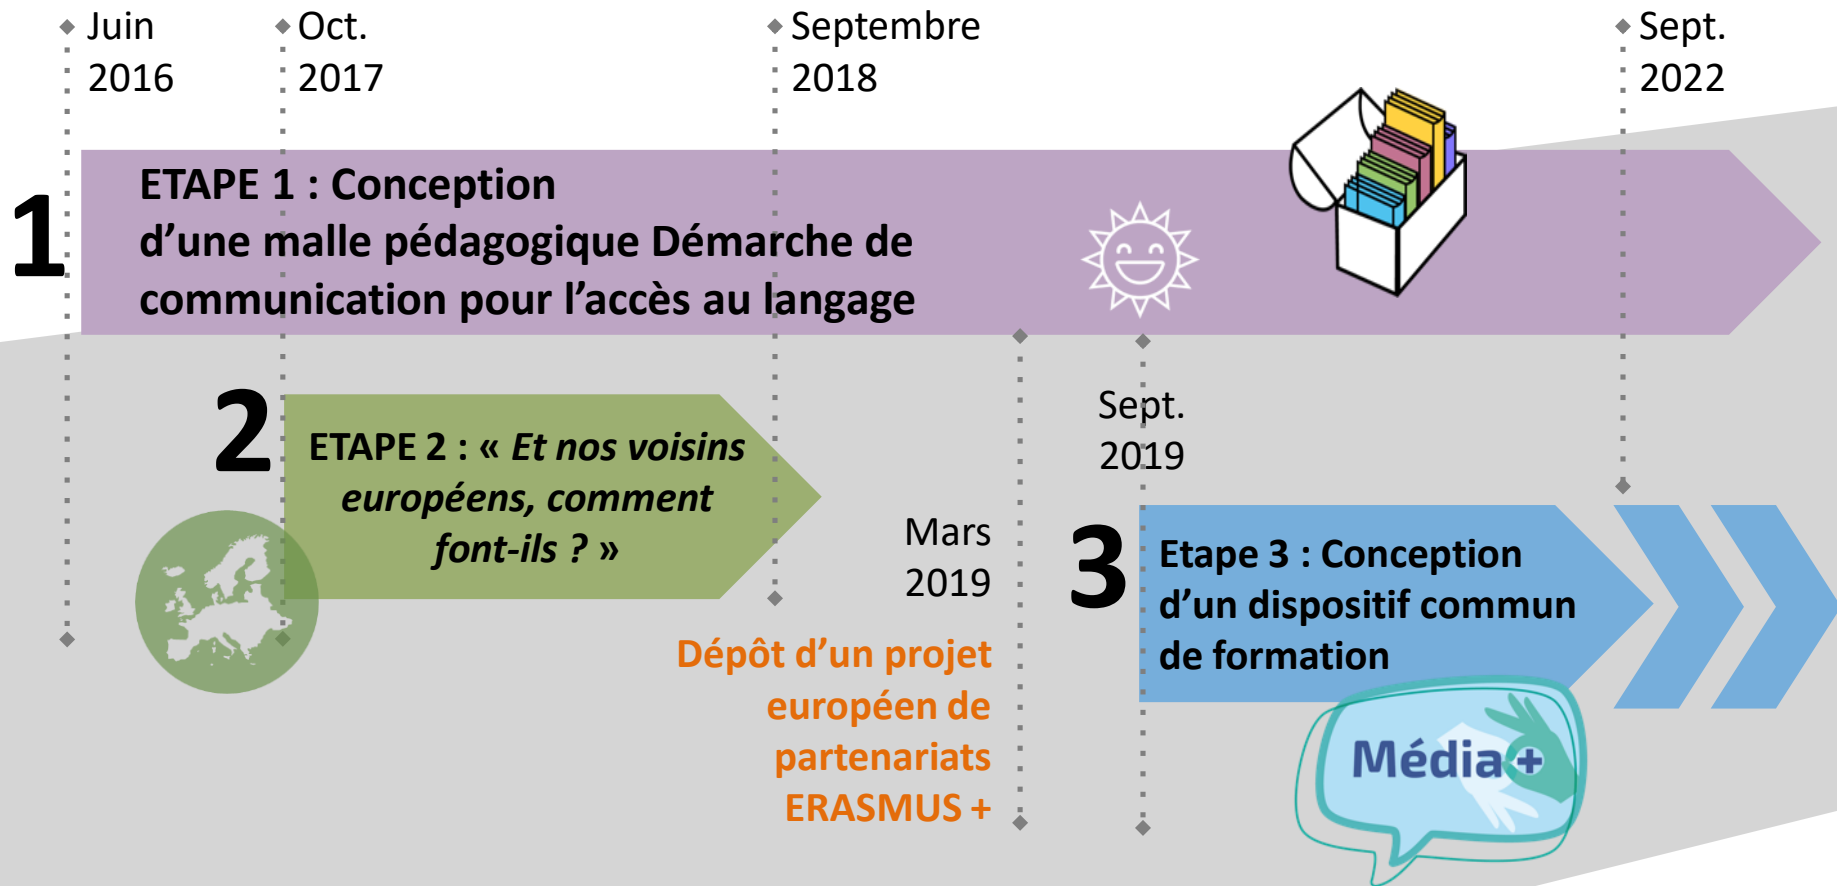 Juin
2016
Oct.
2017
Septembre
2018
Sept.
2022
1
ETAPE 1 : Conception
d’une malle pédagogique Démarche de
communication pour l’accès au langage
2
ETAPE 2 : « Et nos voisins
européens, comment
font-ils ? »
Mars
2019
Dépôt d’un projet
européen de
partenariats
ERASMUS +
Sept.
2019
3
Etape 3 : Conception
d’un dispositif commun
de formation
Média +